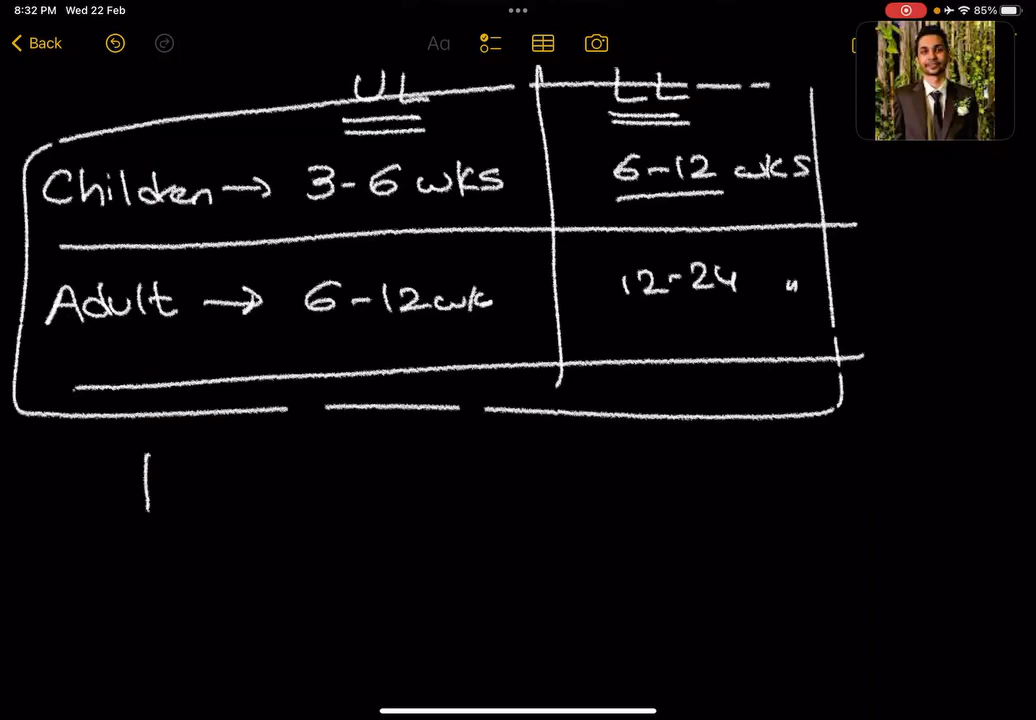 8:32 PM Wed 22 Feb
85%
Back
Aa
UL LL
Children → 3-6 wks 6-12 wks
Adult → 6-12 wk 12-24 "